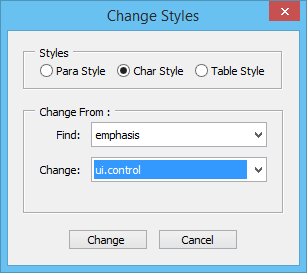 Change Styles
Styles
Para Style Char Style Table Style
Change From :
Find: emphasis
Change: ui.control
Change Cancel